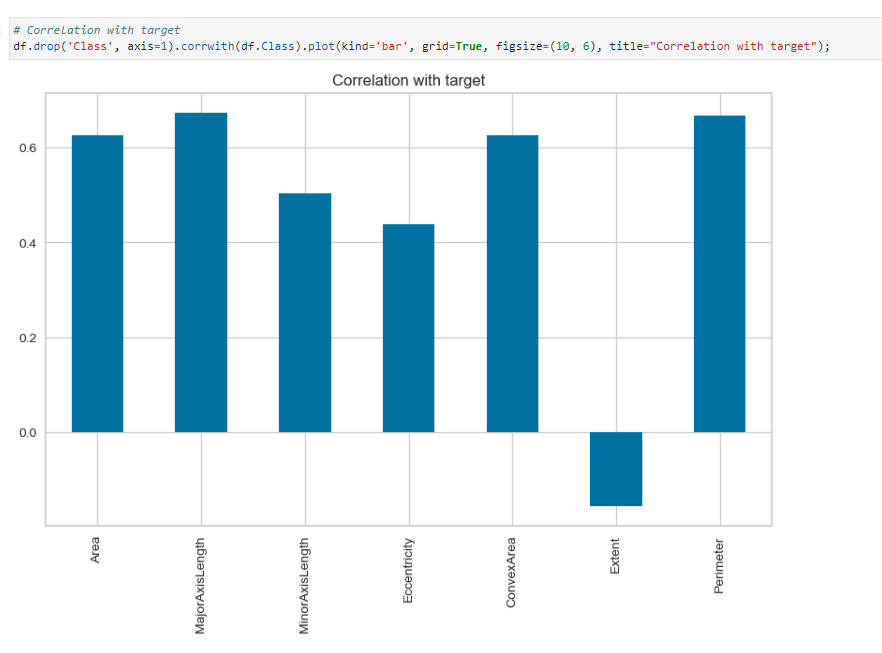 # Correlation with target
df.drop('Class', axis=1).corrwith(df.Class).plot(kind='bar', grid=True, figsize=(10, 6), title="Correlation with target");
Correlation with target
0.6
0.4
0.2
0.0
Area
MajorAxisLength
MinorAxisLength
Eccentricity
ConvexArea
Extent
Perimeter